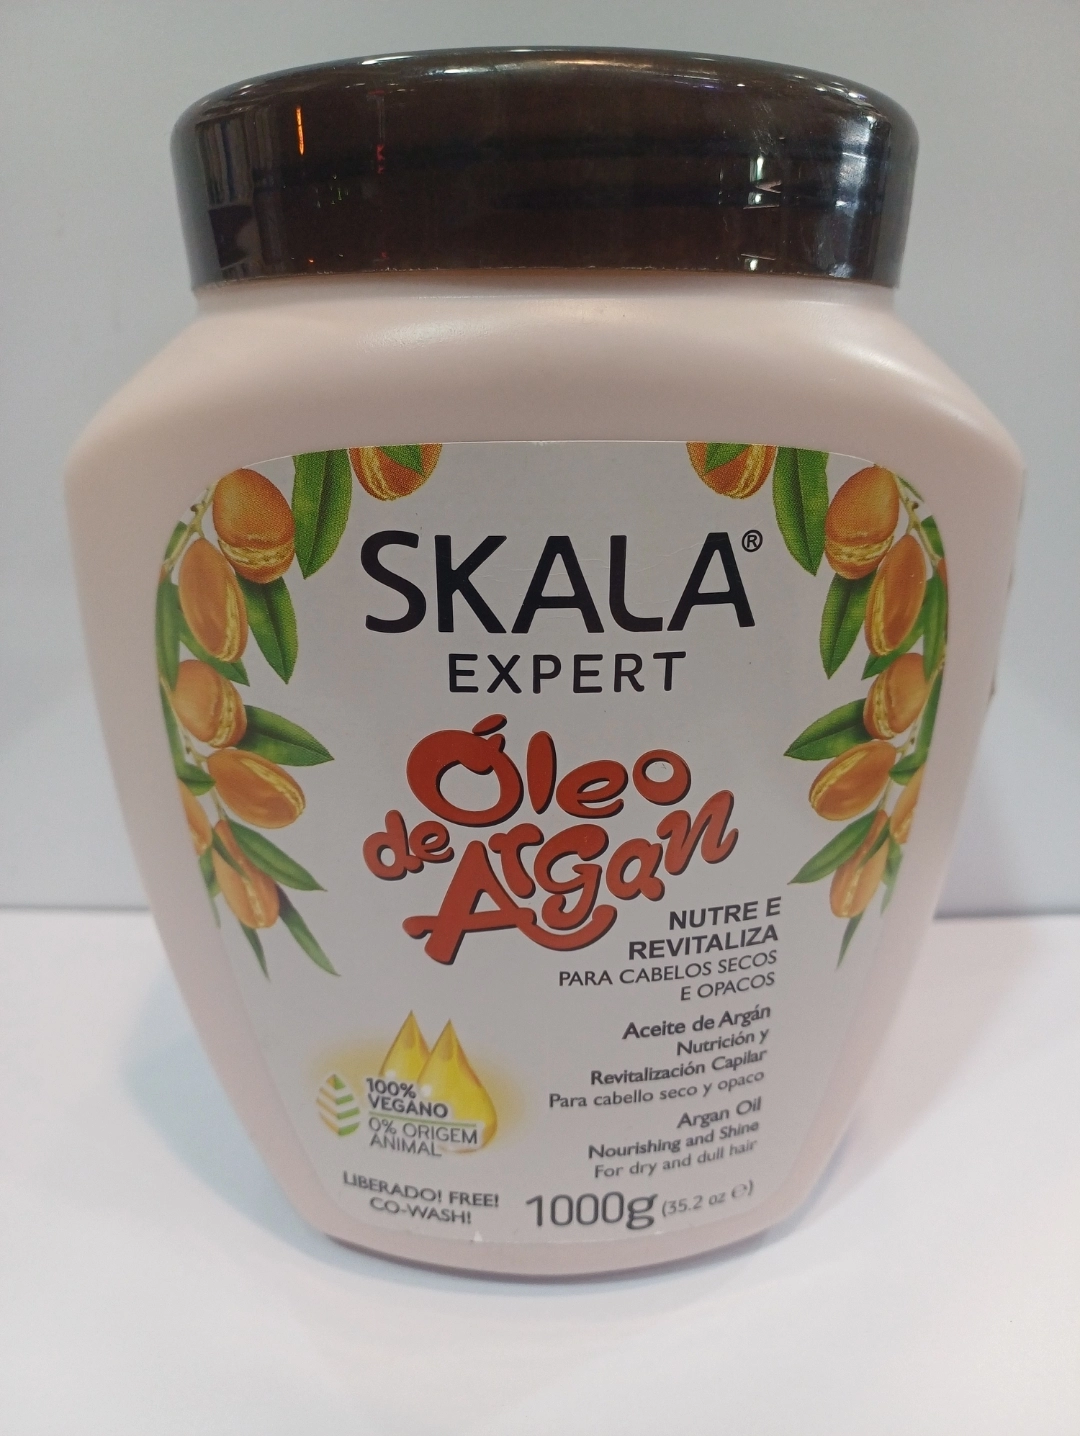 SKALA®
EXPERT
Óleo
de Argan
NUTRE E
REVITALIZA
PARA CABELOS SECOS
E OPACOS
Aceite de Argán
Nutrición y
Revitalización Capilar
Para cabello seco y opaco
Argan Oil
Nourishing and Shine
For dry and dull hair
100%
VEGANO
0% ORIGEM
ANIMAL
LIBERADO! FREE!
CO-WASH!
1000g (35.2 oz ℮)